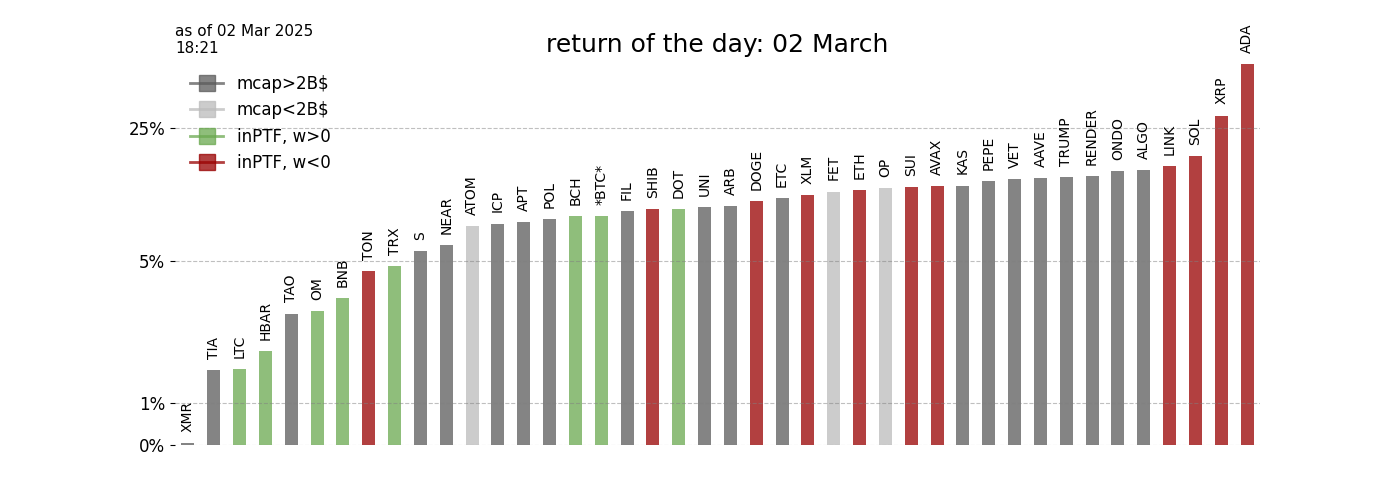 as of 02 Mar 2025
18:21
return of the day: 02 March
mcap>2B$
mcap<2B$
inPTF, w>0
inPTF, w<0
25%
5%
1%
0%
XMR
TIA
LTC
HBAR
TAO
OM
BNB
TON
TRX
S
NEAR
ATOM
ICP
APT
POL
BCH
*BTC*
FIL
SHIB
DOT
UNI
ARB
DOGE
ETC
XLM
FET
ETH
OP
SUI
AVAX
KAS
PEPE
VET
AAVE
TRUMP
RENDER
ONDO
ALGO
LINK
SOL
XRP
ADA